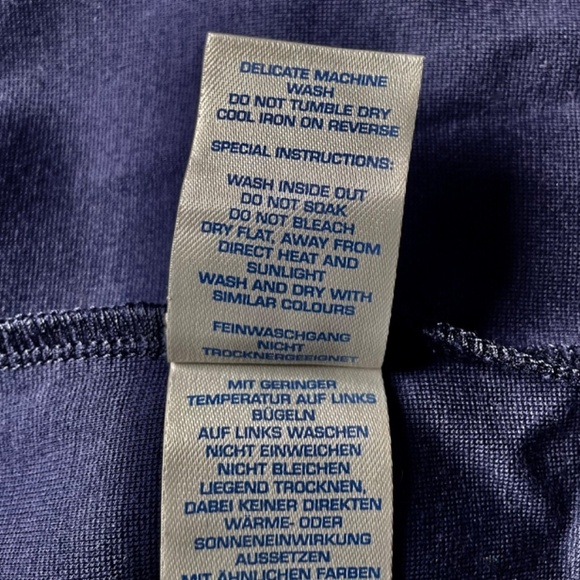 DELICATE MACHINE
WASH
DO NOT TUMBLE DRY
COOL IRON ON REVERSE
SPECIAL INSTRUCTIONS:
WASH INSIDE OUT
DO NOT SOAK
DO NOT BLEACH
DRY FLAT, AWAY FROM
DIRECT HEAT AND
SUNLIGHT
WASH AND DRY WITH
SIMILAR COLOURS
FEINWASCHGANG
NICHT
TROCKNERGEEIGNET
MIT GERINGER
TEMPERATUR AUF LINKS
BÜGELN
AUF LINKS WASCHEN
NICHT EINWEICHEN
NICHT BLEICHEN
LIEGEND TROCKNEN,
DABEI KEINER DIREKTEN
WÄRME- ODER
SONNENEINWIRKUNG
AUSSETZEN
MIT ÄHNLICHEN FARBEN